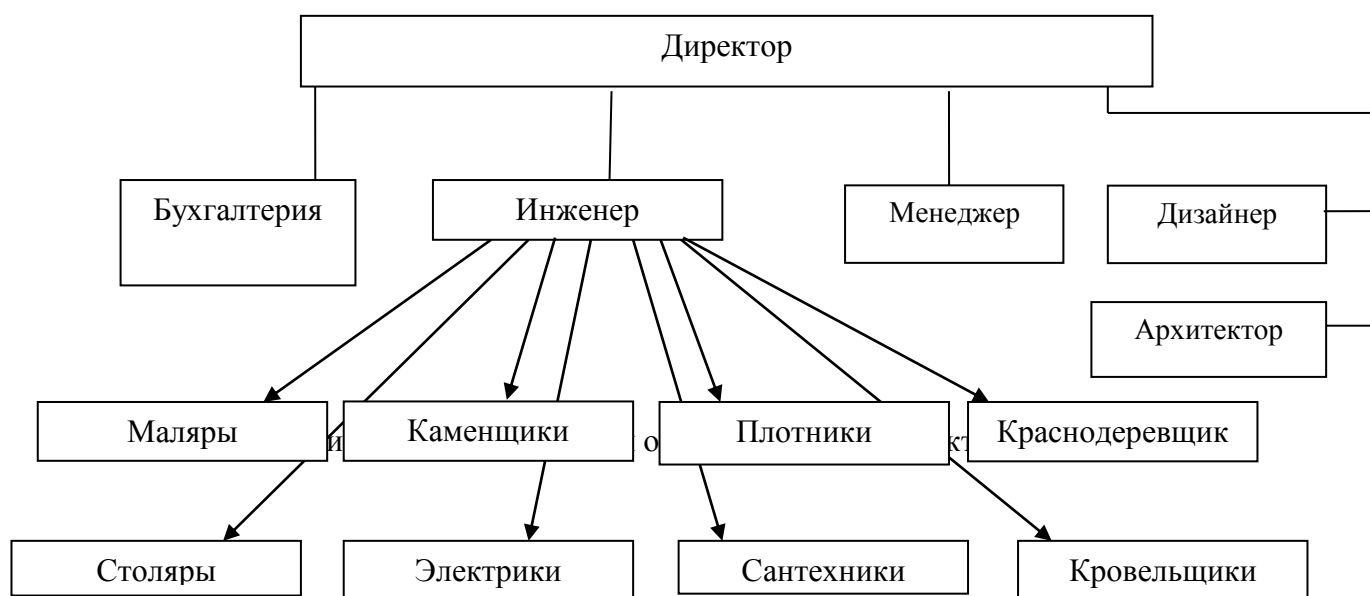 Директор
Бухгалтерия
Инженер
Менеджер
Дизайнер
Архитектор
Маляры
Каменщики
Плотники
Краснодеревщик
Столяры
Электрики
Сантехники
Кровельщики